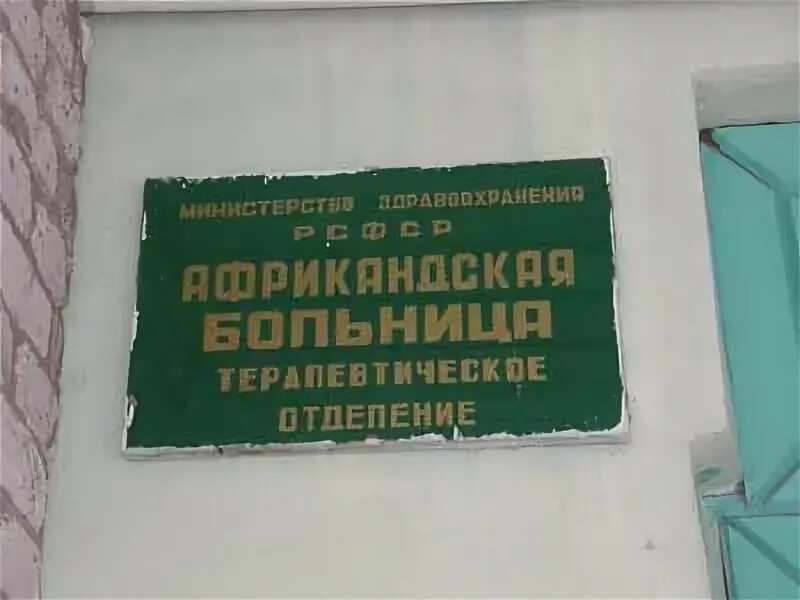 МИНИСТЕРСТВО ЗДРАВООХРАНЕНИЯ
РСФСР
АФРИКАНДСКАЯ
БОЛЬНИЦА
ТЕРАПЕВТИЧЕСКОЕ
ОТДЕЛЕНИЕ